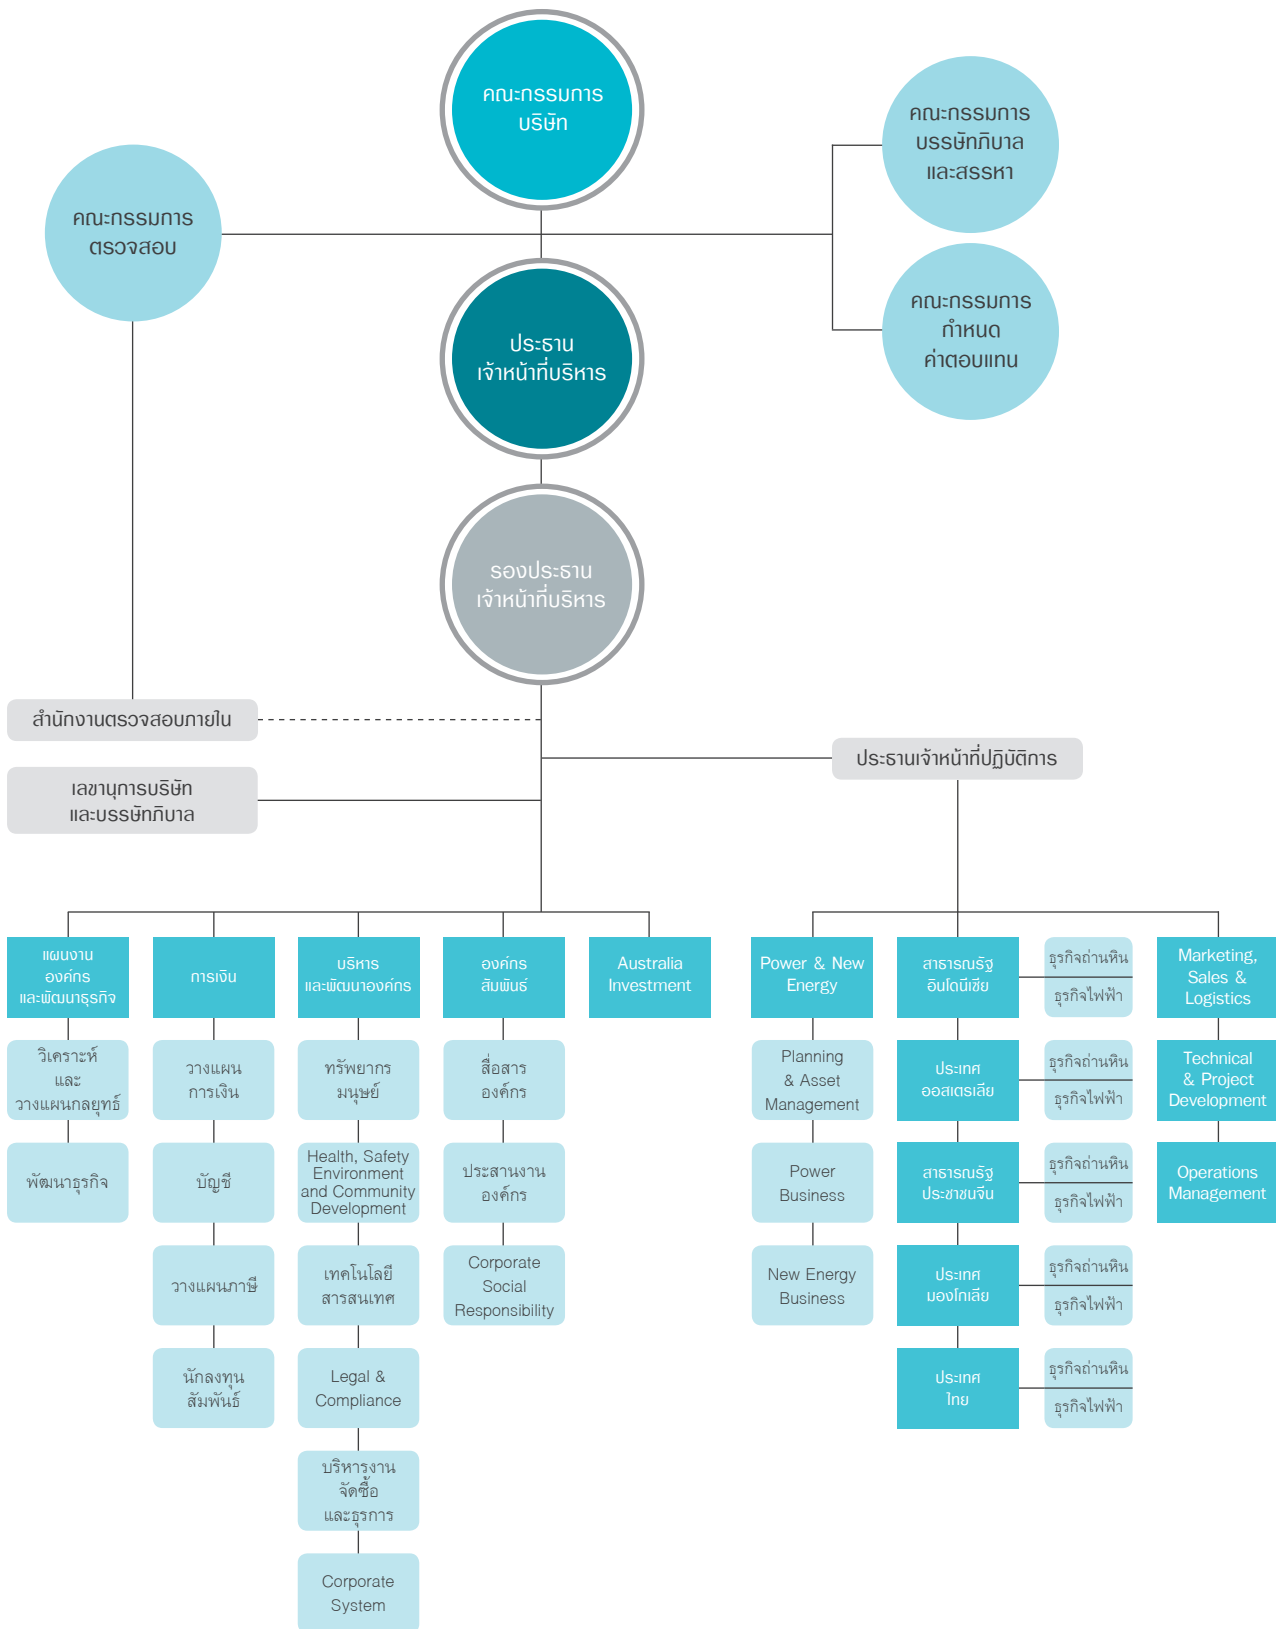 คณะกรรมการ
บริษัท
คณะกรรมการ
บรรษัทภิบาล
และสรรหา
คณะกรรมการ
ตรวจสอบ
คณะกรรมการ
กำหนด
ค่าตอบแทน
ประธาน
เจ้าหน้าที่บริหาร
รองประธาน
เจ้าหน้าที่บริหาร
สำนักงานตรวจสอบภายใน
ประธานเจ้าหน้าที่ปฏิบัติการ
เลขานุการบริษัท
และบรรษัทภิบาล
แผนงาน
องค์กร
และพัฒนาธุรกิจ
วิเคราะห์
และ
วางแผนกลยุทธ์
พัฒนาธุรกิจ
การเงิน
วางแผน
การเงิน
บัญชี
วางแผนภาษี
นักลงทุน
สัมพันธ์
บริหาร
และพัฒนาองค์กร
ทรัพยากร
มนุษย์
Health, Safety
Environment
and Community
Development
เทคโนโลยี
สารสนเทศ
Legal &
Compliance
บริหารงาน
จัดซื้อ
และธุรการ
Corporate
System
องค์กร
สัมพันธ์
สื่อสาร
องค์กร
ประสานงาน
องค์กร
Corporate
Social
Responsibility
Australia
Investment
Power & New
Energy
Planning
& Asset
Management
Power
Business
New Energy
Business
สาธารณรัฐ
อินโดนีเซีย
ธุรกิจถ่านหิน
ธุรกิจไฟฟ้า
ประเทศ
ออสเตรเลีย
ธุรกิจถ่านหิน
ธุรกิจไฟฟ้า
สาธารณรัฐ
ประชาชนจีน
ธุรกิจถ่านหิน
ธุรกิจไฟฟ้า
ประเทศ
มองโกเลีย
ธุรกิจถ่านหิน
ธุรกิจไฟฟ้า
ประเทศ
ไทย
ธุรกิจถ่านหิน
ธุรกิจไฟฟ้า
Marketing,
Sales &
Logistics
Technical
& Project
Development
Operations
Management